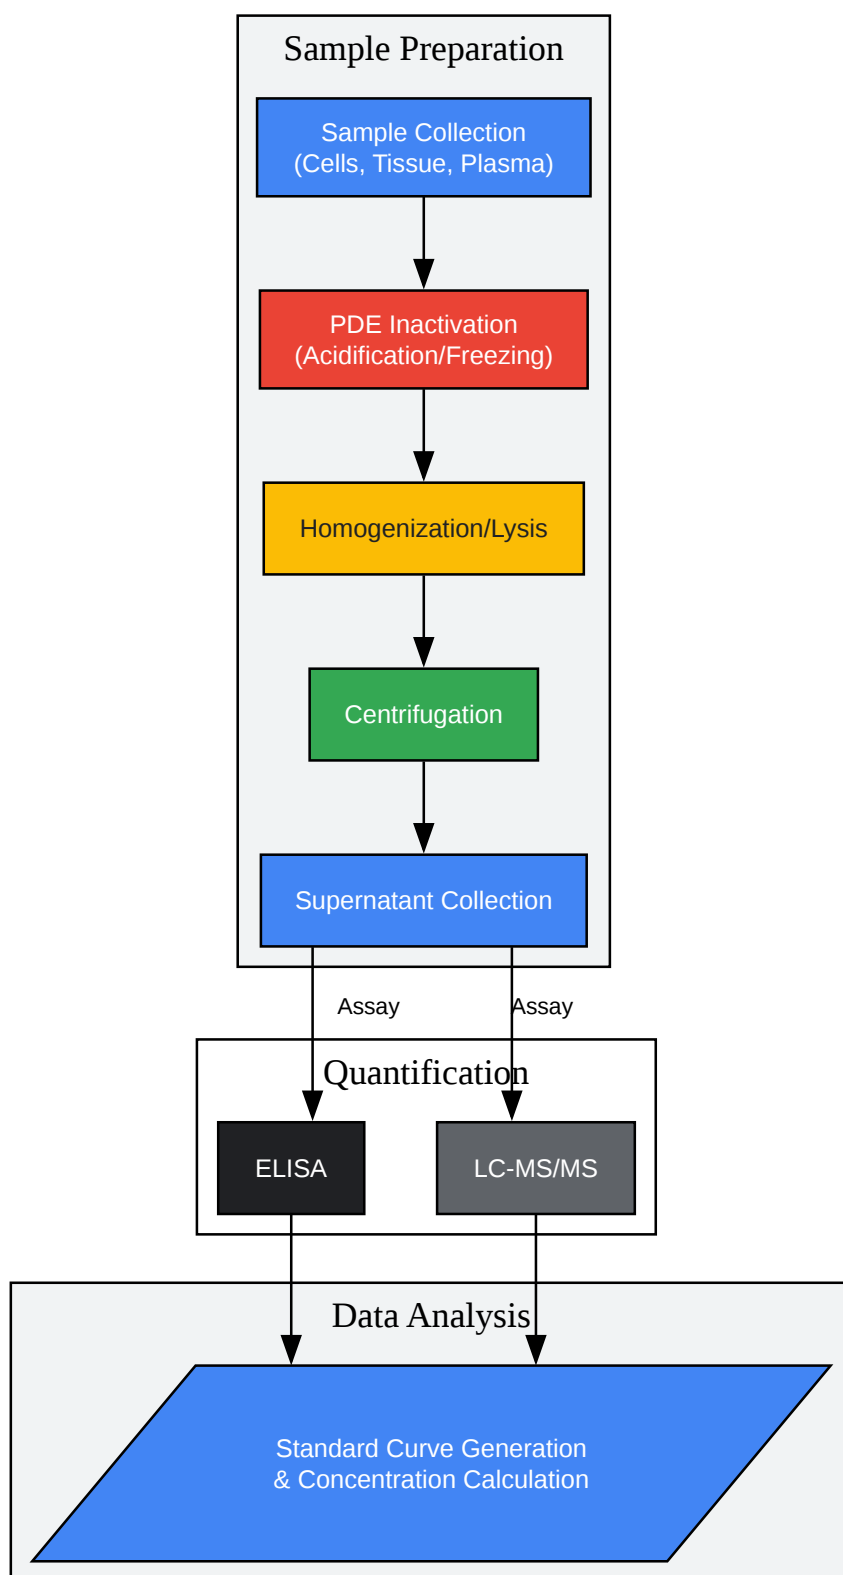 Sample Preparation
Sample Collection
(Cells, Tissue, Plasma)
PDE Inactivation
(Acidification/Freezing)
Homogenization/Lysis
Centrifugation
Supernatant Collection
Assay
Assay
Quantification
ELISA
LC-MS/MS
Data Analysis
Standard Curve Generation
& Concentration Calculation